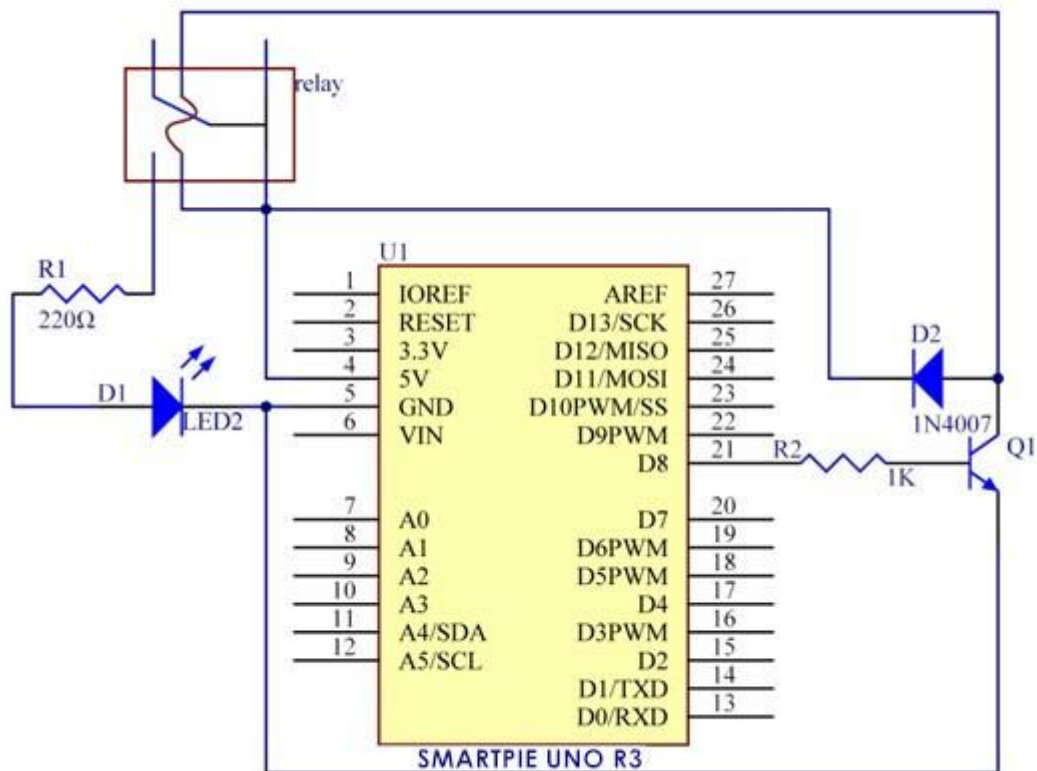 relay
U1
R1
220Ω
D1
LED2
1 IOREF
2 RESET
3 3.3V
4 5V
5 GND
6 VIN
7 A0
8 A1
9 A2
10 A3
11 A4/SDA
12 A5/SCL
AREF 27
D13/SCK 26
D12/MISO 25
D11/MOSI 24
D10PWM/SS 23
D9PWM 22
D8 21
D7 20
D6PWM 19
D5PWM 18
D4 17
D3PWM 16
D2 15
D1/TXD 14
D0/RXD 13
D2
1N4007
R2
1K
Q1
SMARTPIE UNO R3